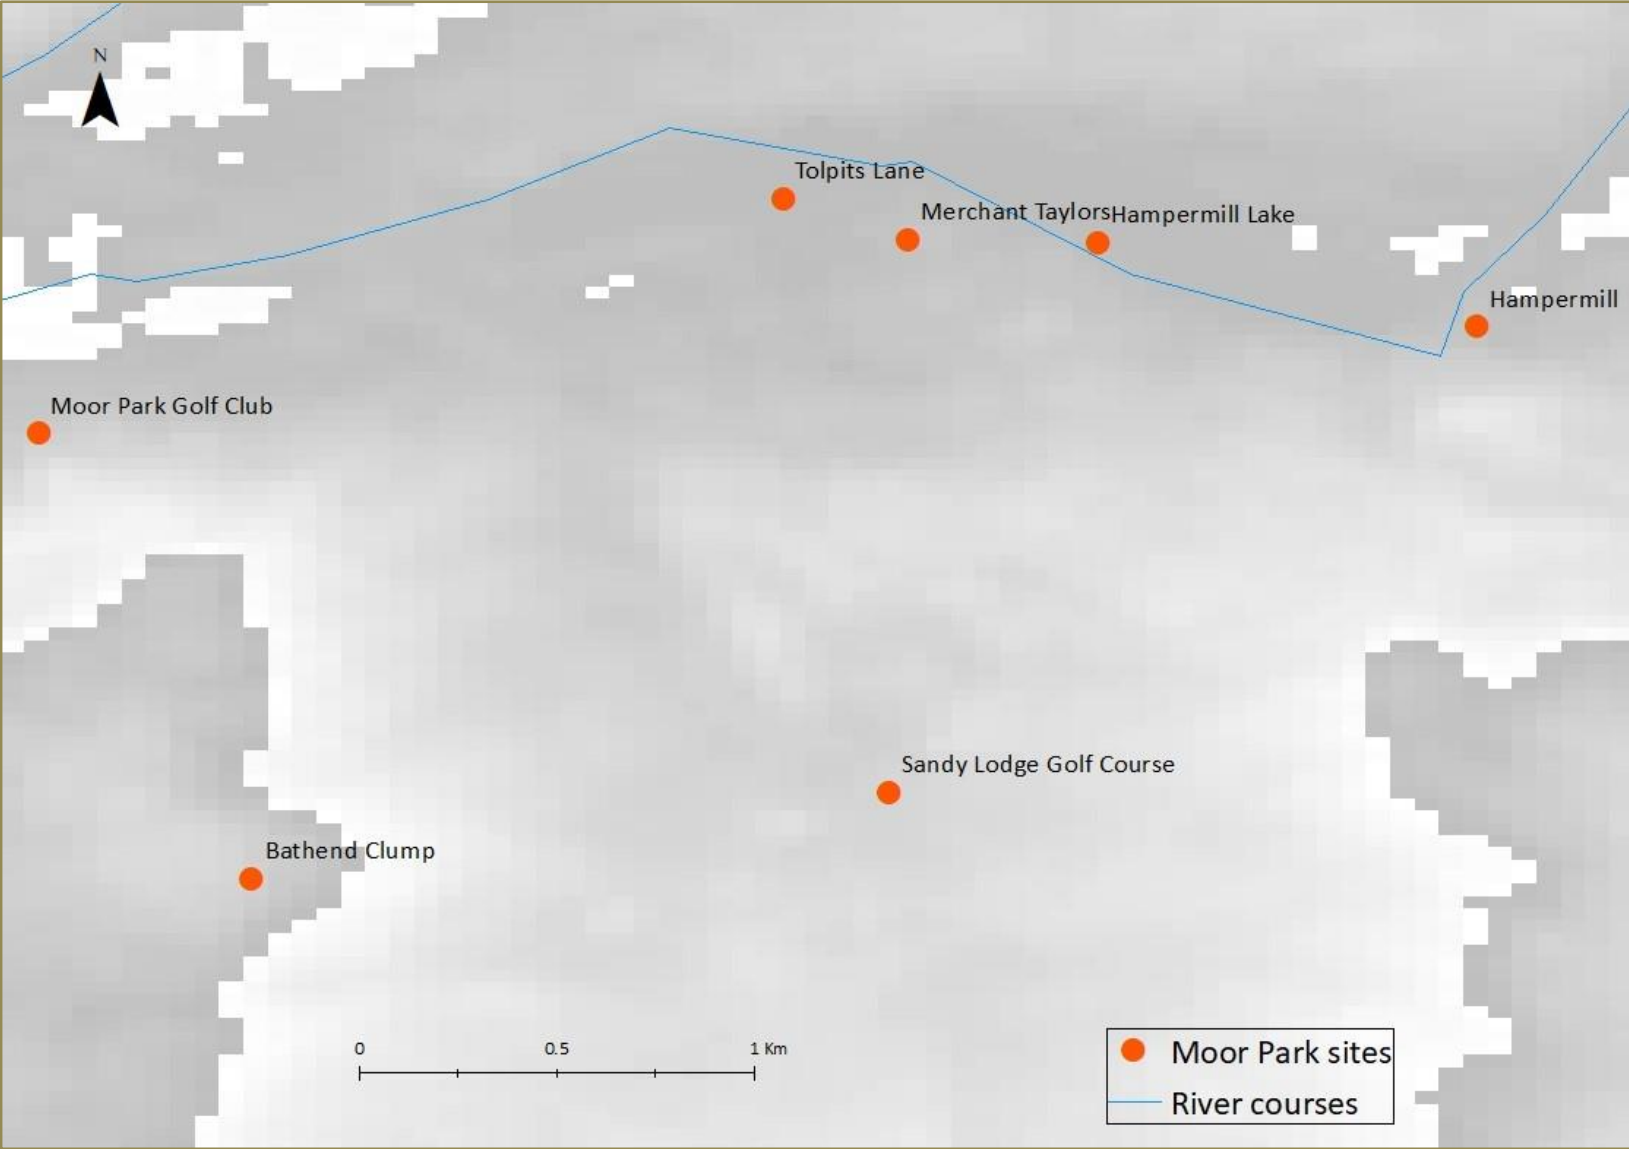 N
Tolpits Lane
Merchant Taylors
Hampermill Lake
Hampermill
Moor Park Golf Club
Sandy Lodge Golf Course
Bathend Clump
0 0.5 1 Km
Moor Park sites
River courses